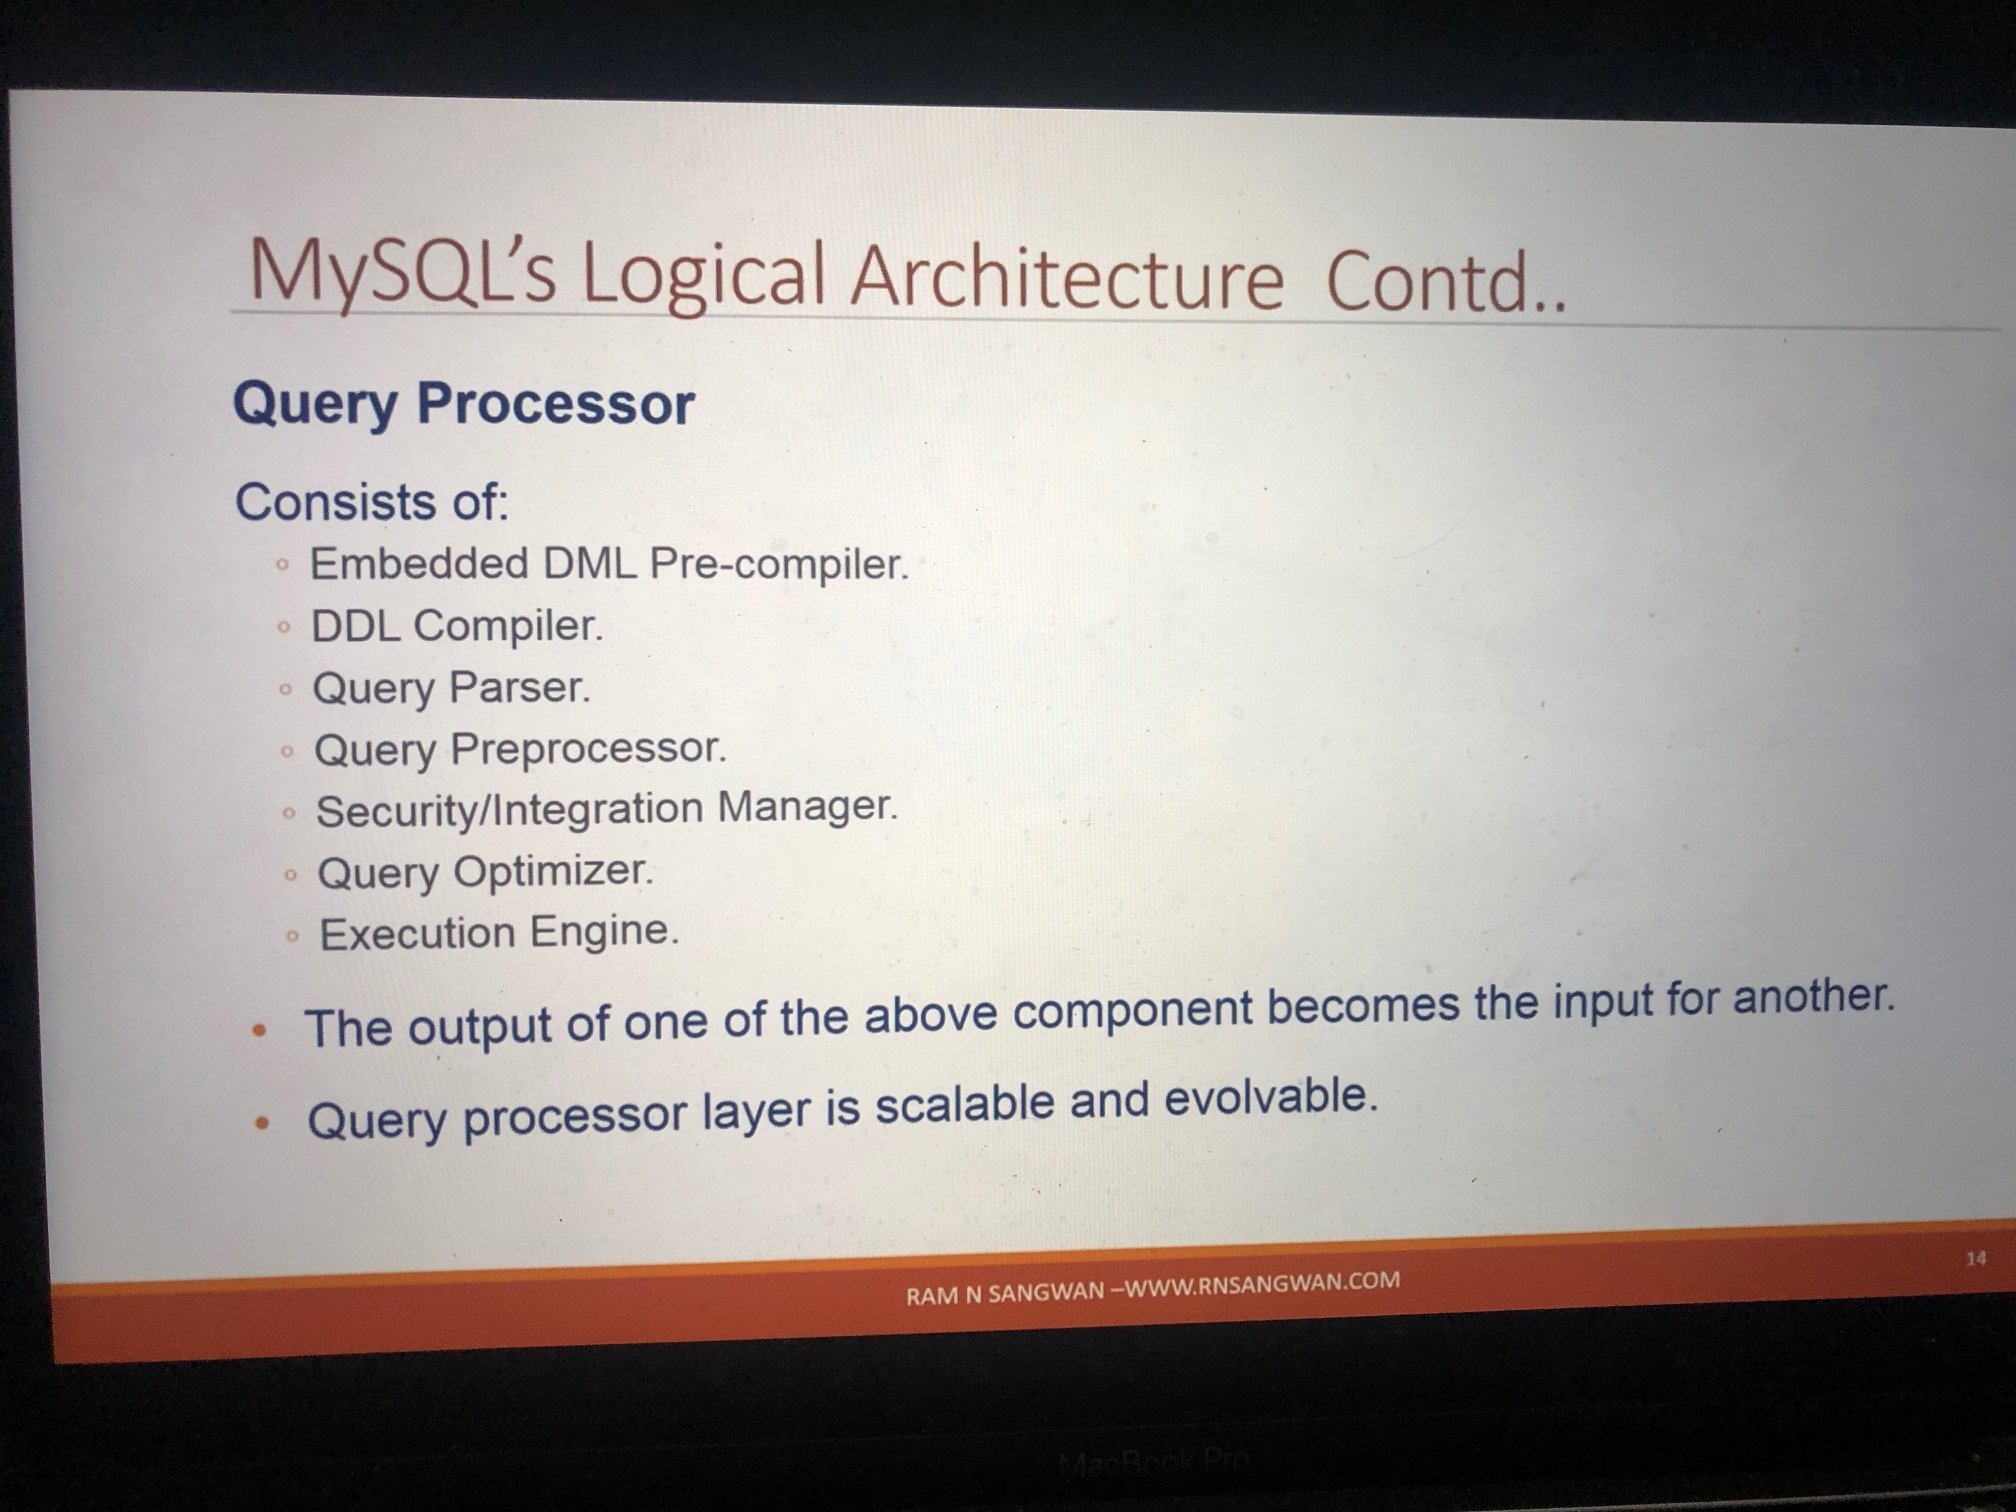 MySQL's Logical Architecture Contd..
Query Processor
Consists of:
Embedded DML Pre-compiler.
DDL Compiler.
Query Parser.
Query Preprocessor.
Security/Integration Manager.
Query Optimizer.
Execution Engine.
The output of one of the above component becomes the input for another.
Query processor layer is scalable and evolvable.
RAM N SANGWAN –WWW.RNSANGWAN.COM
14
MacBook Pro